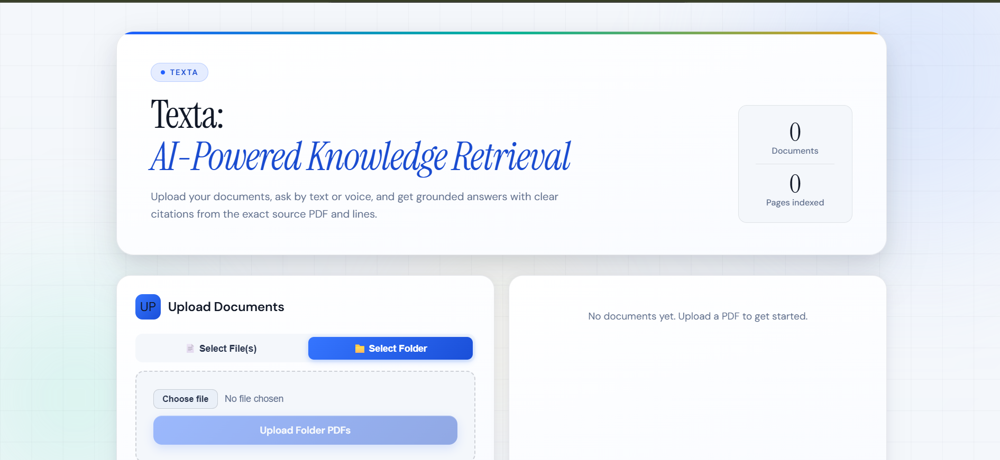 TEXTA
Texta:
AI-Powered Knowledge Retrieval
Upload your documents, ask by text or voice, and get grounded answers with clear
citations from the exact source PDF and lines.
0
Documents
0
Pages indexed
UP Upload Documents
Select File(s)
Select Folder
Choose file No file chosen
Upload Folder PDFs
No documents yet. Upload a PDF to get started.